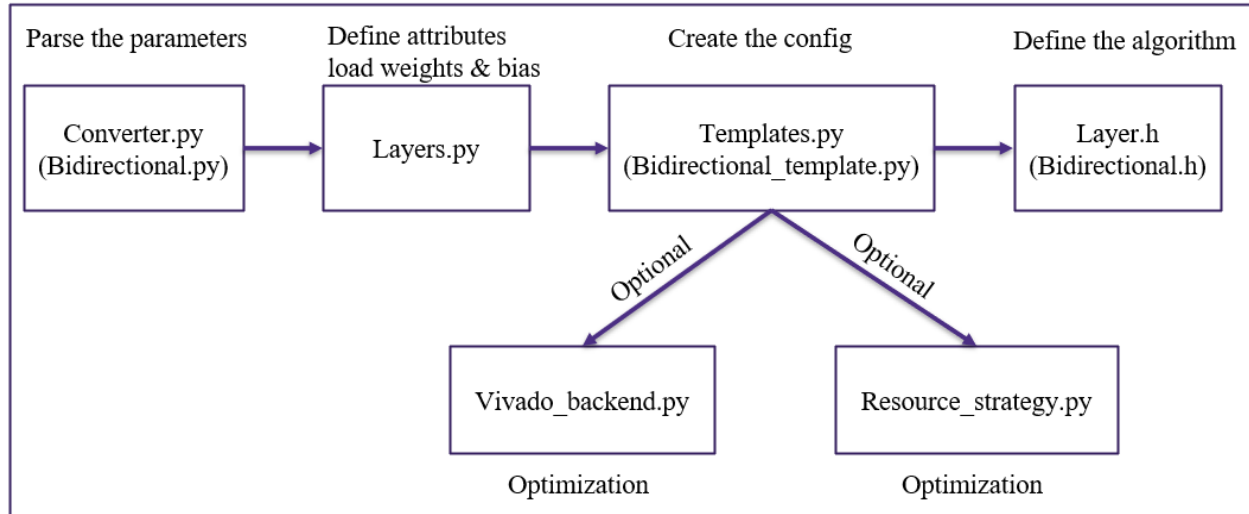 Parse the parameters
Define attributes
load weights & bias
Create the config
Define the algorithm
Converter.py
(Bidirectional.py)
Layers.py
Templates.py
(Bidirectional_template.py)
Layer.h
(Bidirectional.h)
Optional
Optional
Vivado_backend.py
Resource_strategy.py
Optimization
Optimization